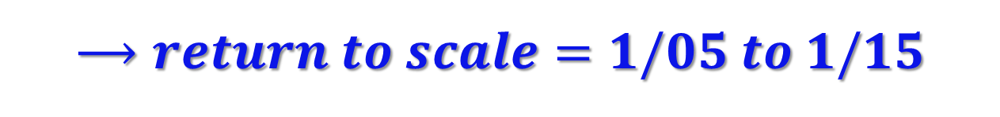 ⟶ return to scale = 1/05 to 1/15